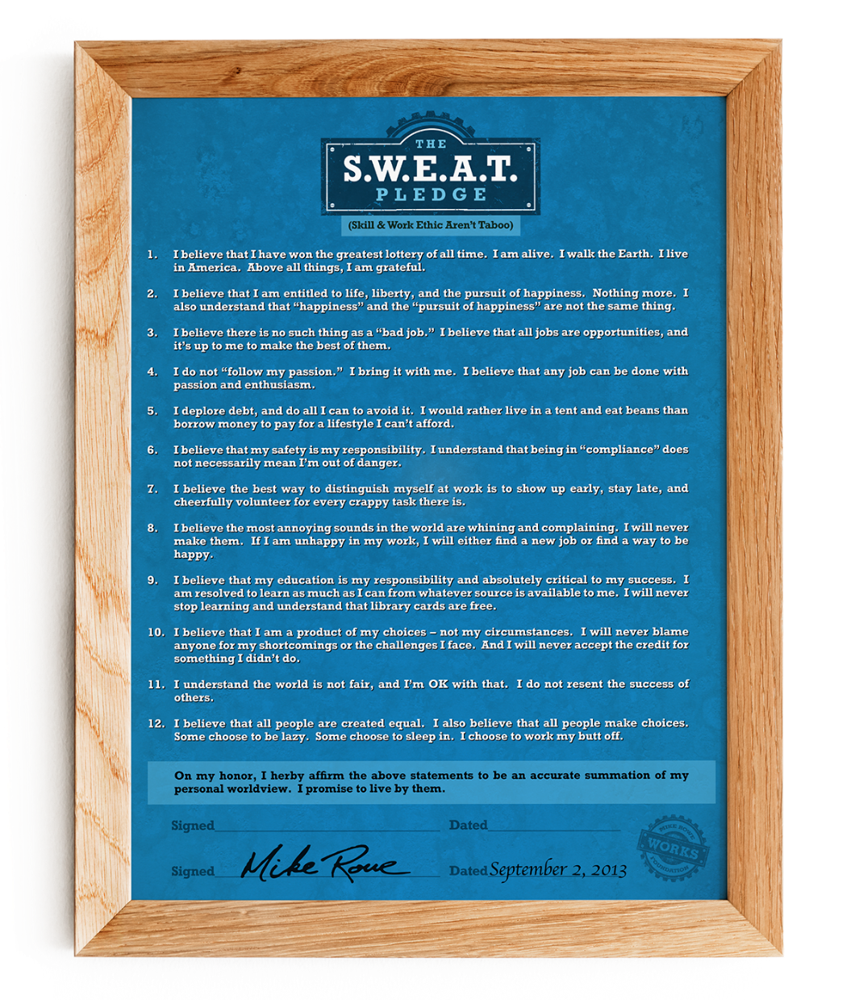 THE
S.W.E.A.T.
PLEDGE
(Skill & Work Ethic Aren't Taboo)
1. I believe that I have won the greatest lottery of all time. I am alive. I walk the Earth. I live
in America. Above all things, I am grateful.
2. I believe that I am entitled to life, liberty, and the pursuit of happiness. Nothing more. I
also understand that “happiness” and the “pursuit of happiness” are not the same thing.
3. I believe there is no such thing as a “bad job.” I believe that all jobs are opportunities, and
it's up to me to make the best of them.
4. I do not “follow my passion.” I bring it with me. I believe that any job can be done with
passion and enthusiasm.
5. I deplore debt, and do all I can to avoid it. I would rather live in a tent and eat beans than
borrow money to pay for a lifestyle I can't afford.
6. I believe that my safety is my responsibility. I understand that being in “compliance” does
not necessarily mean I'm out of danger.
7. I believe the best way to distinguish myself at work is to show up early, stay late, and
cheerfully volunteer for every crappy task there is.
8. I believe the most annoying sounds in the world are whining and complaining. I will never
make them. If I am unhappy in my work, I will either find a new job or find a way to be
happy.
9. I believe that my education is my responsibility and absolutely critical to my success. I
am resolved to learn as much as I can from whatever source is available to me. I will never
stop learning and understand that library cards are free.
10. I believe that I am a product of my choices – not my circumstances. I will never blame
anyone for my shortcomings or the challenges I face. And I will never accept the credit for
something I didn't do.
11. I understand the world is not fair, and I'm OK with that. I do not resent the success of
others.
12. I believe that all people are created equal. I also believe that all people make choices.
Some choose to be lazy. Some choose to sleep in. I choose to work my butt off.
On my honor, I herby affirm the above statements to be an accurate summation of my
personal worldview. I promise to live by them.
Signed Dated
Signed Mike Rowe Dated September 2, 2013
MIKE ROWE
WORKS
FOUNDATION